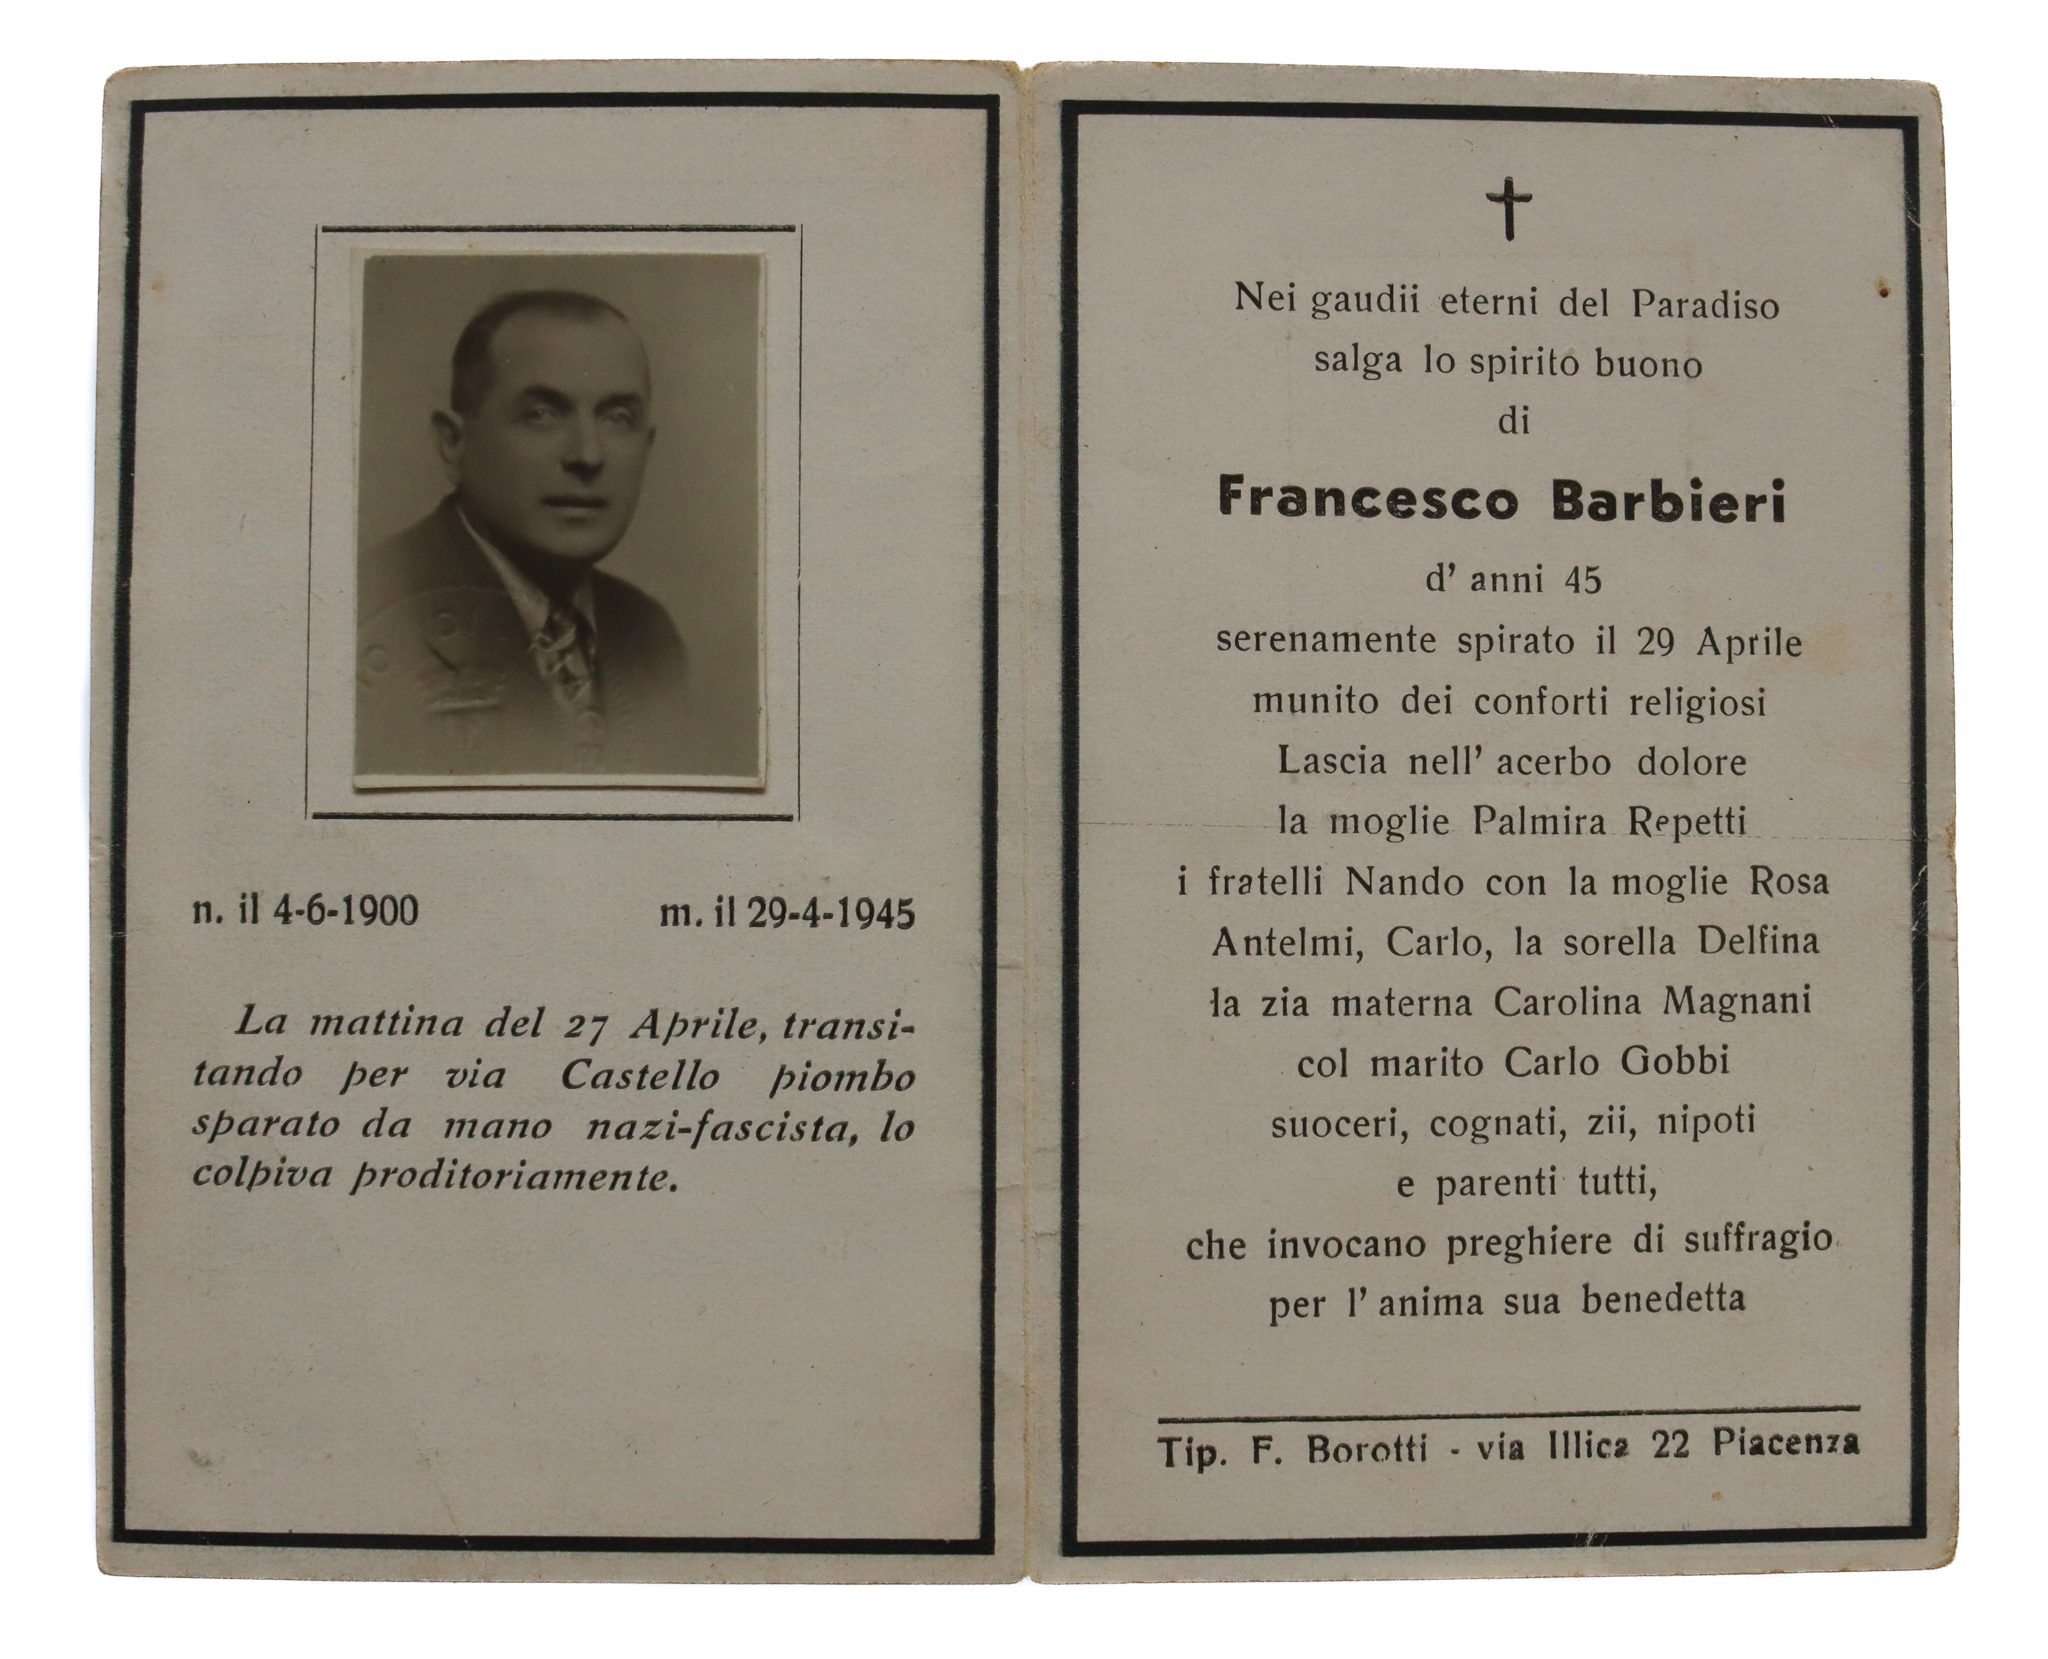 n. il 4-6-1900 m. il 29-4-1945
La mattina del 27 Aprile, transi-
tando per via Castello piombo
sparato da mano nazi-fascista, lo
colpiva proditoriamente.
Nei gaudii eterni del Paradiso
salga lo spirito buono
di
Francesco Barbieri
d' anni 45
serenamente spirato il 29 Aprile
munito dei conforti religiosi
Lascia nell' acerbo dolore
la moglie Palmira Repetti
i fratelli Nando con la moglie Rosa
Antelmi, Carlo, la sorella Delfina
la zia materna Carolina Magnani
col marito Carlo Gobbi
suoceri, cognati, zii, nipoti
e parenti tutti,
che invocano preghiere di suffragio
per l' anima sua benedetta
Tip. F. Borotti - via Illica 22 Piacenza